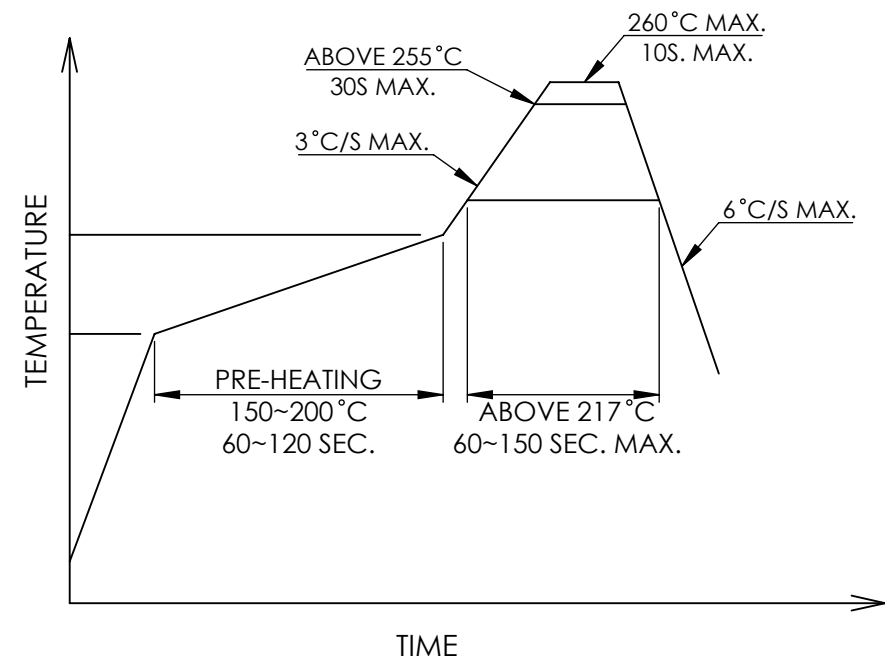 260°C MAX.
10S. MAX.
ABOVE 255°C
30S MAX.
3°C/S MAX.
6°C/S MAX.
TEMPERATURE
PRE-HEATING
150~200°C
60~120 SEC.
ABOVE 217°C
60~150 SEC. MAX.
TIME